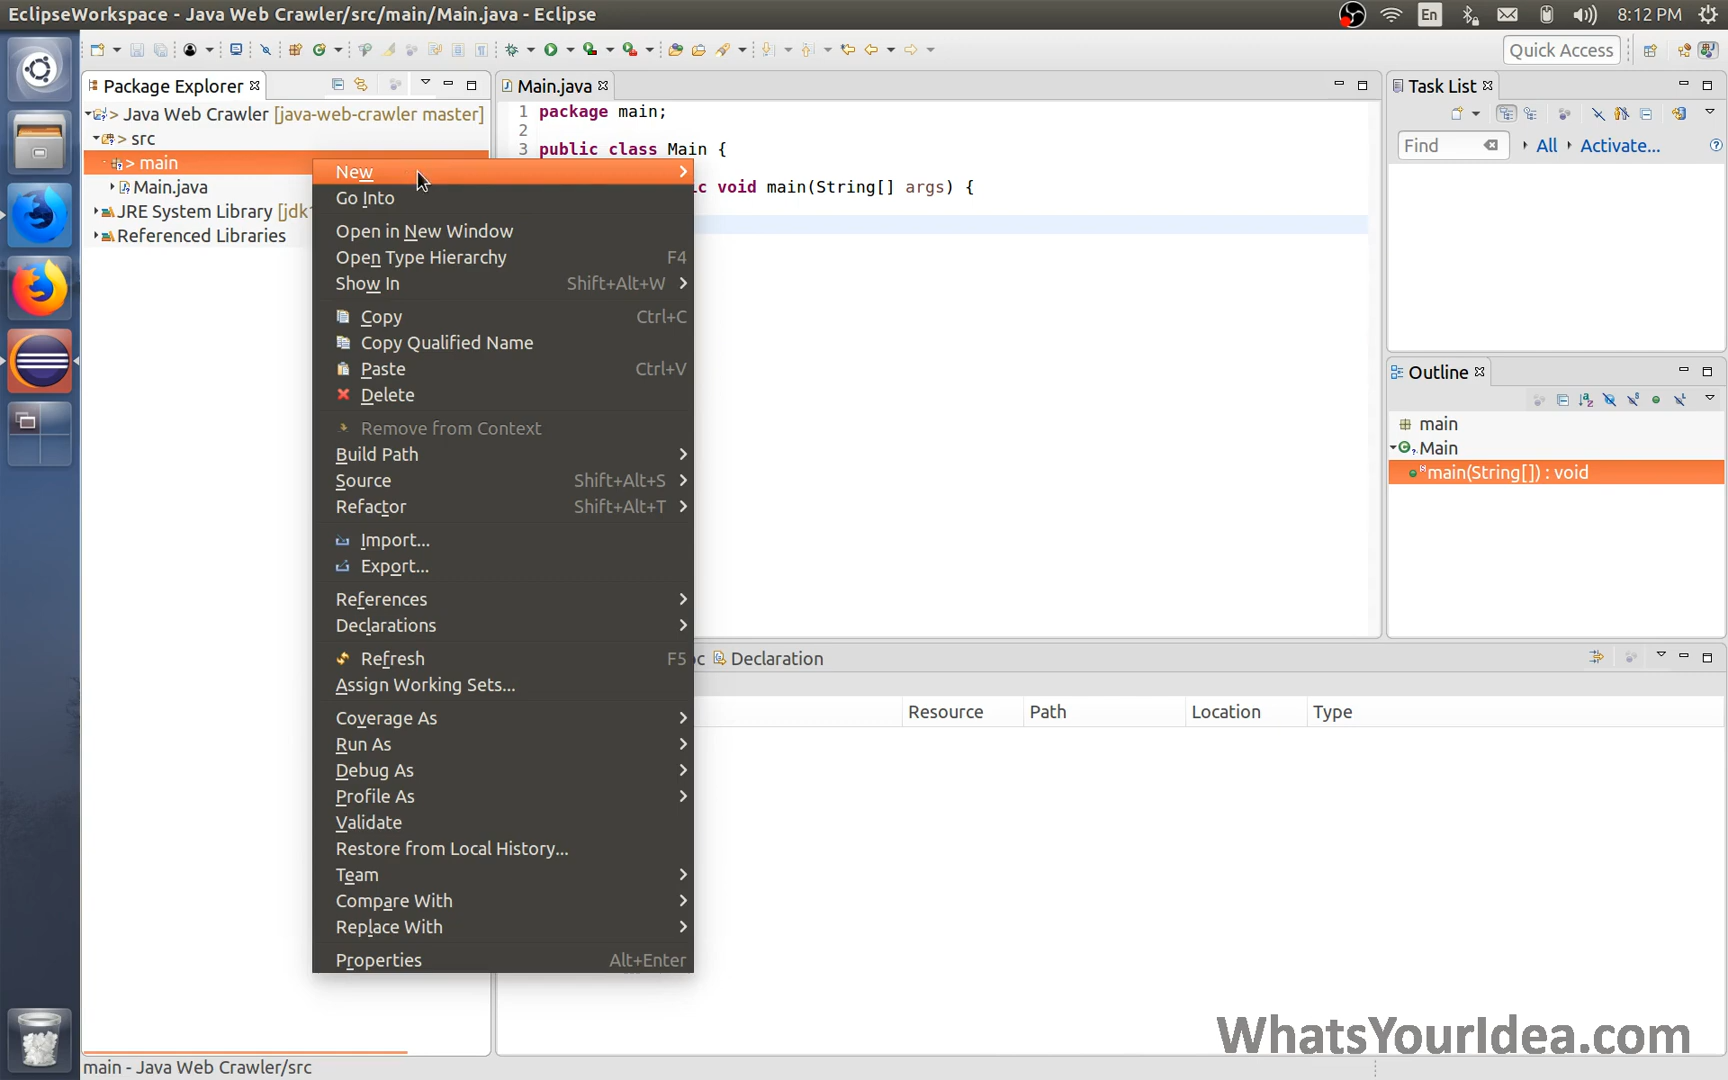 EclipseWorkspace - Java Web Crawler/src/main/Main.java - Eclipse
En
8:12 PM
Quick Access
Package Explorer
> Java Web Crawler [java-web-crawler master]
> src
> main
Main.java
JRE System Library [jdk
Referenced Libraries
New
Go Into
Open in New Window
Open Type Hierarchy F4
Show In Shift+Alt+W
Copy Ctrl+C
Copy Qualified Name
Paste Ctrl+V
Delete
Remove from Context
Build Path
Source Shift+Alt+S
Refactor Shift+Alt+T
Import...
Export...
References
Declarations
Refresh F5
Assign Working Sets...
Coverage As
Run As
Debug As
Profile As
Validate
Restore from Local History...
Team
Compare With
Replace With
Properties Alt+Enter
Main.java
1 package main;
2
3 public class Main {
ic void main(String[] args) {
Task List
Find
All
Activate...
Outline
main
Main
main(String[]) : void
oc
Declaration
Resource
Path
Location
Type
WhatsYourIdea.com
main - Java Web Crawler/src